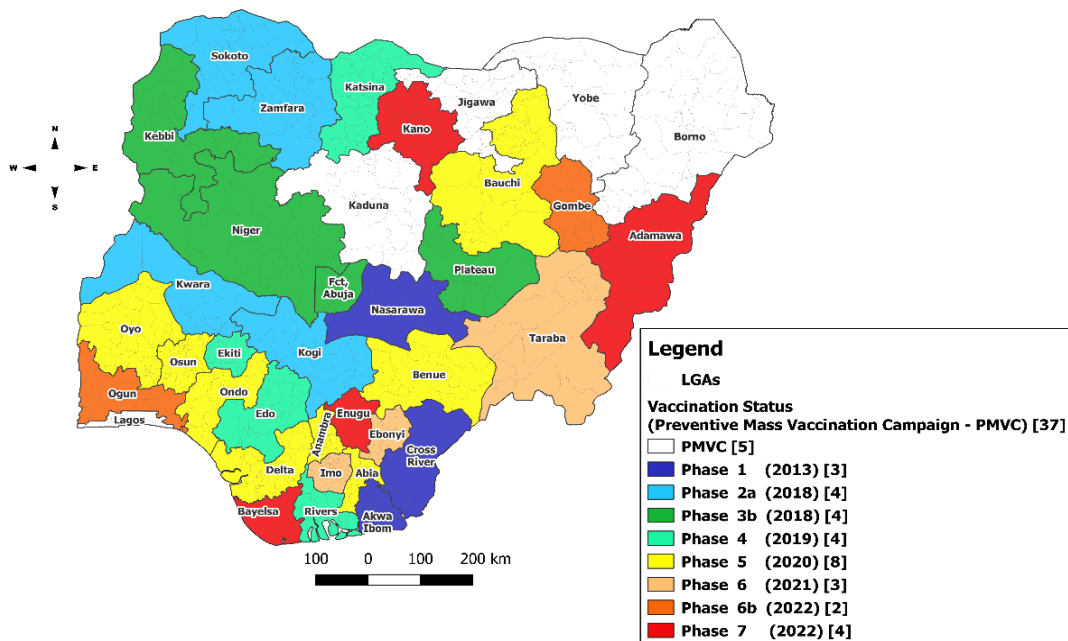 Sokoto
Katsina
Zamfara
Jigawa
Yobe
Kano
Borno
Kebbi
N
W E
S
Bauchi
Kaduna
Gombe
Niger
Adamawa
Plateau
Fct,
Abuja
Kwara
Nasarawa
Oyo
Taraba
Ekiti
Kogi
Osun
Benue
Ogun
Ondo
Lagos
Edo
Enugu
Anambra
Ebonyi
Cross
River
Delta
Imo
Abia
Bayelsa
Rivers
Akwa
Ibom
100 0 100 200 km
Legend
LGAs
Vaccination Status
(Preventive Mass Vaccination Campaign - PMVC) [37]
PMVC [5]
Phase 1 (2013) [3]
Phase 2a (2018) [4]
Phase 3b (2018) [4]
Phase 4 (2019) [4]
Phase 5 (2020) [8]
Phase 6 (2021) [3]
Phase 6b (2022) [2]
Phase 7 (2022) [4]